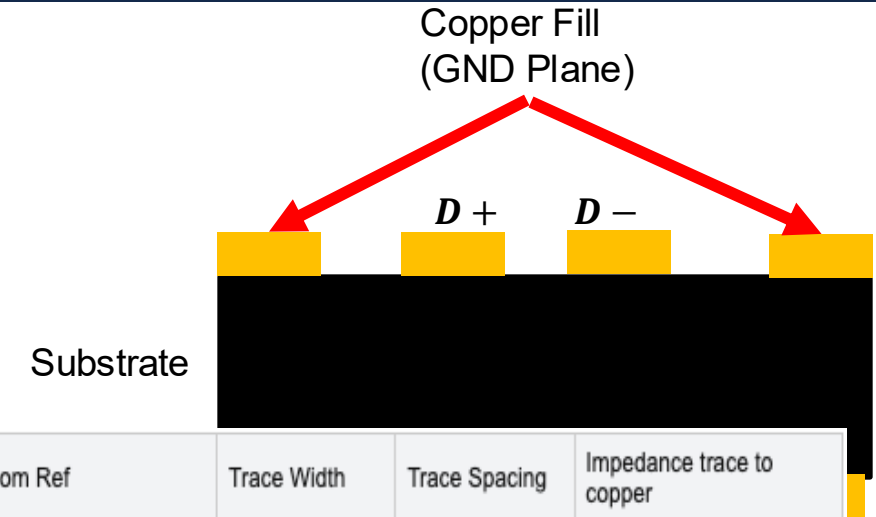 Copper Fill
(GND Plane)
D + D −
Substrate
om Ref Trace Width Trace Spacing Impedance trace to
copper